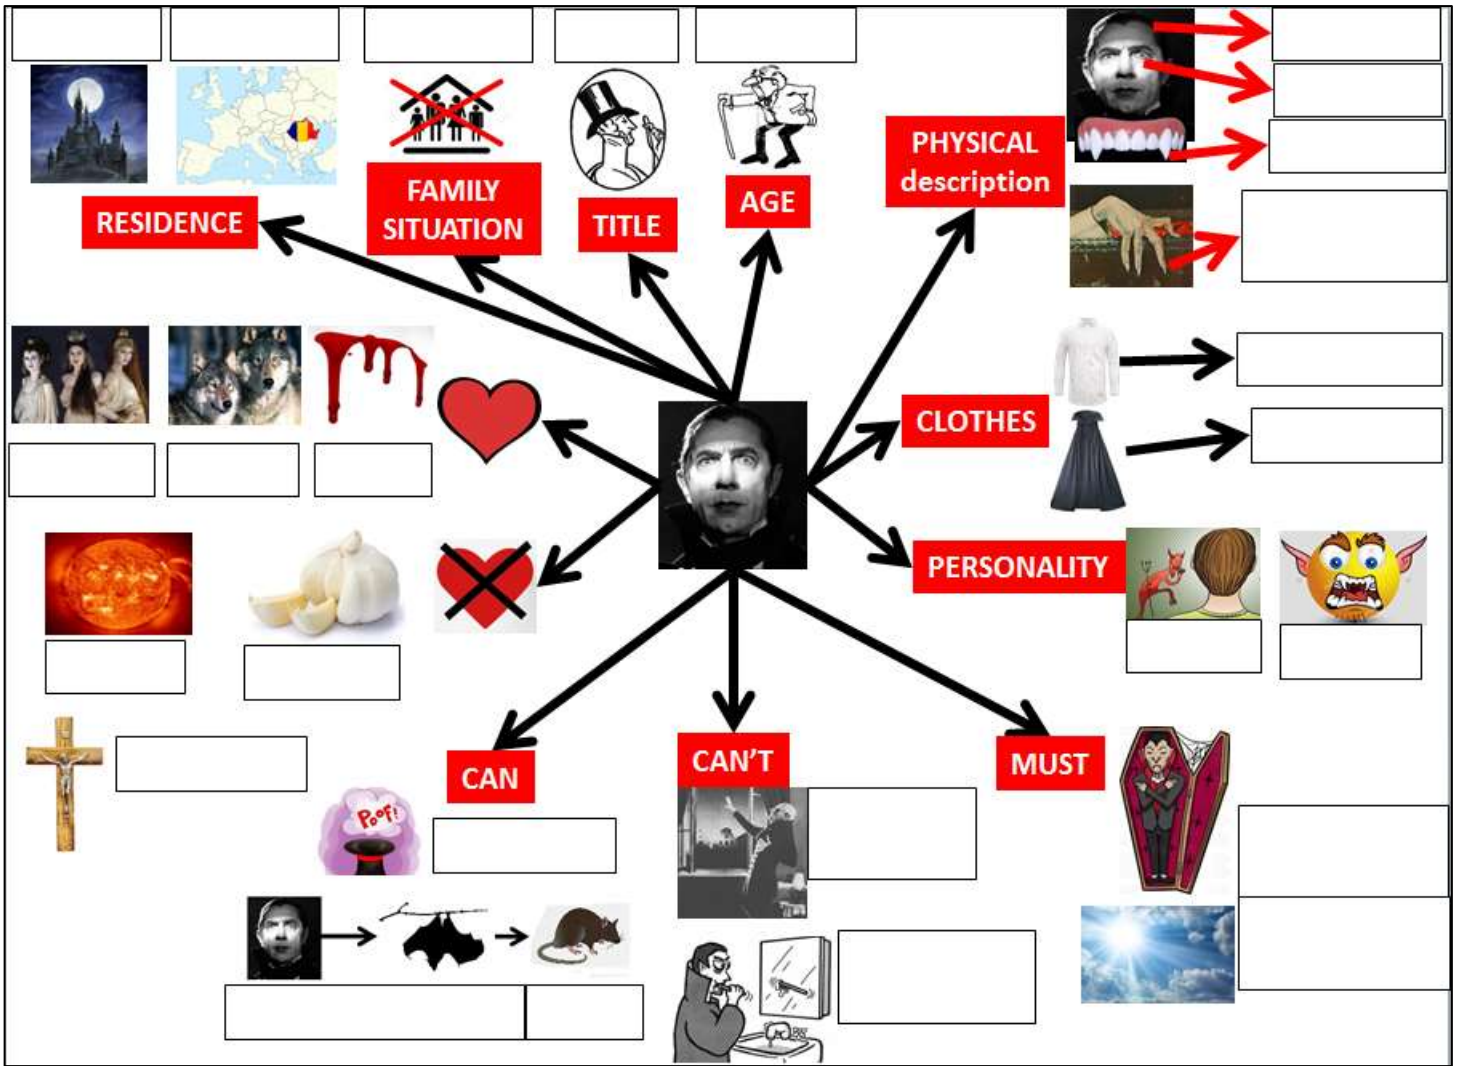 PHYSICAL
description
FAMILY
SITUATION
AGE
RESIDENCE
TITLE
CLOTHES
PERSONALITY
CAN'T
MUST
CAN
POOF!